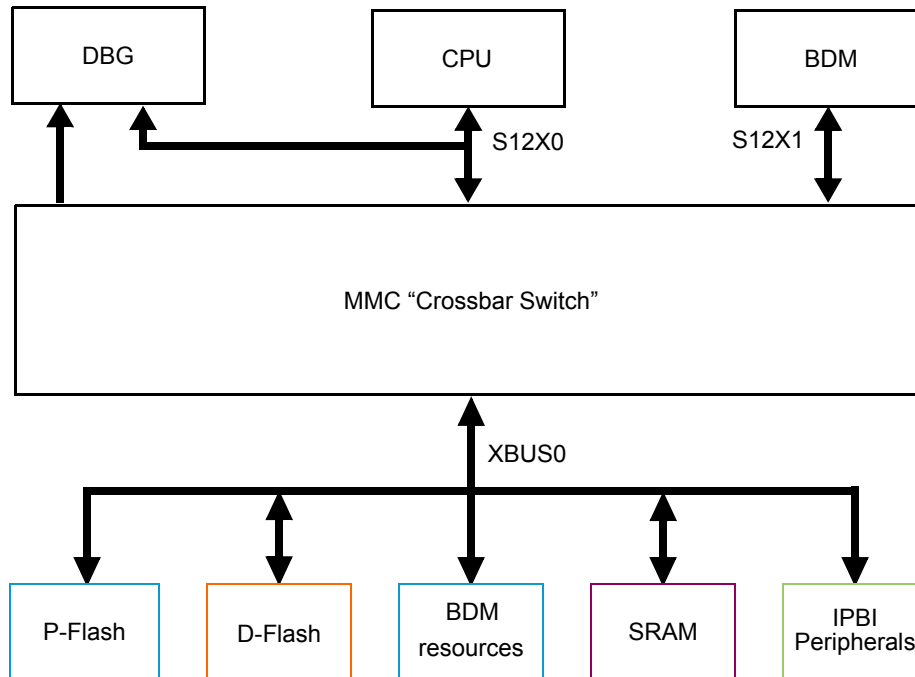 DBG
CPU
BDM
S12X0
S12X1
MMC “Crossbar Switch”
XBUS0
P-Flash
D-Flash
BDM
resources
SRAM
IPBI
Peripherals